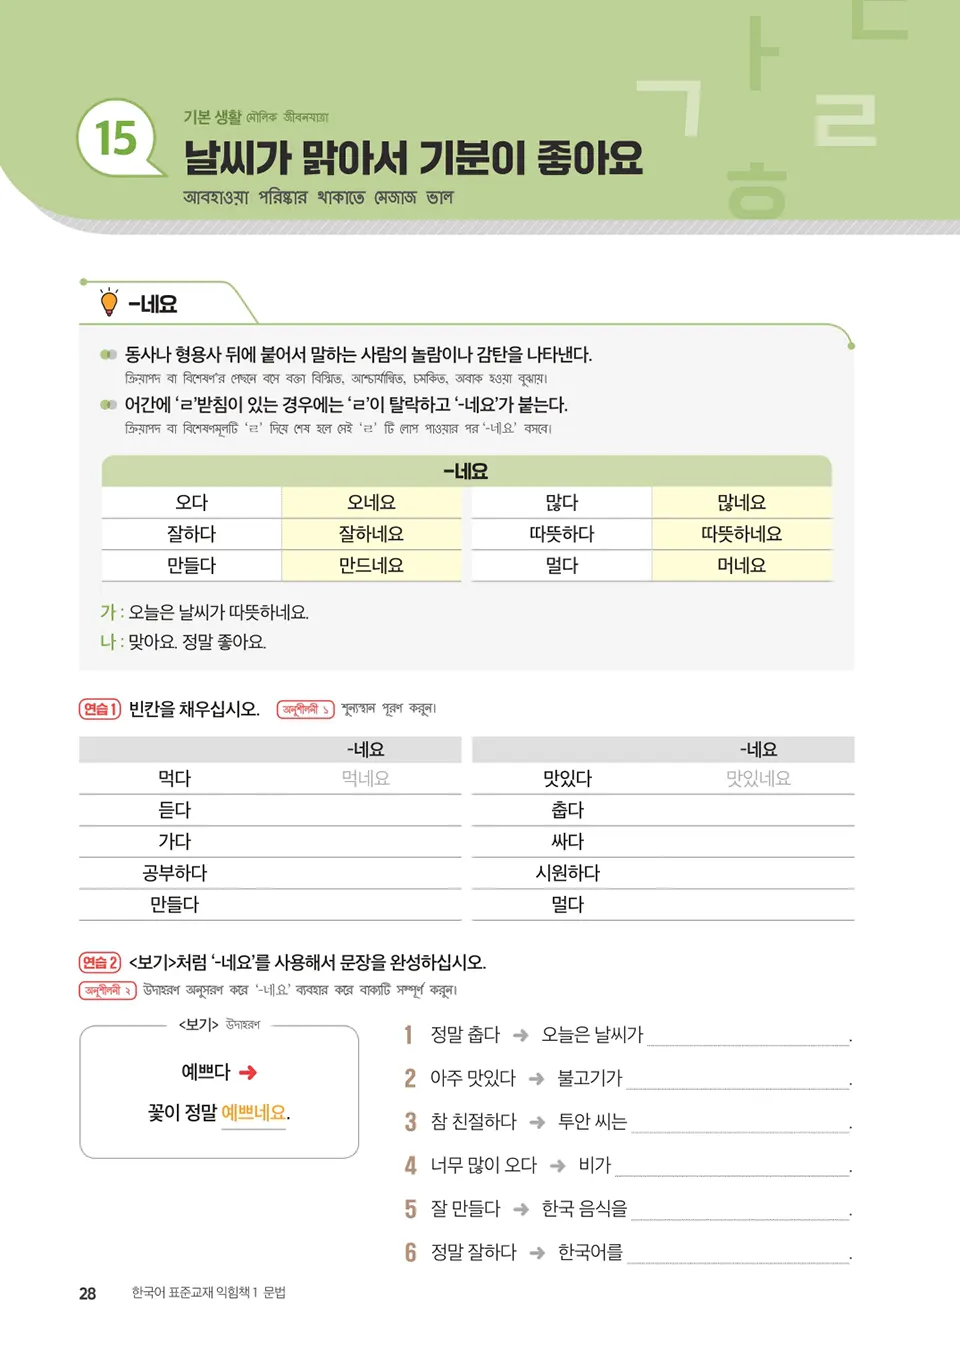 15
기본 생활 মৌলিক জীবনযাত্রা
날씨가 맑아서 기분이 좋아요
আবহাওয়া পরিষ্কার থাকাতে মেজাজ ভাল
ㄱ ㅏ ㄷ ㄹ ㅎ
-네요
동사나 형용사 뒤에 붙어서 말하는 사람의 놀람이나 감탄을 나타낸다.
ক্রিয়াপদ বা বিশেষণ'র পেছনে বসে বক্তা বিস্মিত, আশ্চার্যান্বিত, চমকিত, অবাক হওয়া বুঝায়।
어간에 ‘ㄹ’받침이 있는 경우에는 ‘ㄹ’이 탈락하고 ‘-네요’가 붙는다.
ক্রিয়াপদ বা বিশেষণমূলটি ‘ㄹ’ দিয়ে শেষ হলে সেই ‘ㄹ’ টি লোপ পাওয়ার পর ‘-네요’ বসবে।
-네요
오다 오네요 많다 많네요
잘하다 잘하네요 따뜻하다 따뜻하네요
만들다 만드네요 멀다 머네요
가 : 오늘은 날씨가 따뜻하네요.
나 : 맞아요. 정말 좋아요.
연습 1 빈칸을 채우십시오. অনুশীলনী ১ শূন্যস্থান পূরণ করুন।
-네요 -네요
먹다 먹네요 맛있다 맛있네요
듣다 춥다
가다 싸다
공부하다 시원하다
만들다 멀다
연습 2 <보기>처럼 ‘-네요’를 사용해서 문장을 완성하십시오.
অনুশীলনী ২ উদাহরণ অনুসরণ করে ‘-네요’ ব্যবহার করে বাক্যটি সম্পূর্ণ করুন।
<보기> উদাহরণ
예쁘다 ➜
꽃이 정말 예쁘네요.
1 정말 춥다 ➜ 오늘은 날씨가 .
2 아주 맛있다 ➜ 불고기가 .
3 참 친절하다 ➜ 투안 씨는 .
4 너무 많이 오다 ➜ 비가 .
5 잘 만들다 ➜ 한국 음식을 .
6 정말 잘하다 ➜ 한국어를 .
28 한국어 표준교재 익힘책 1 문법